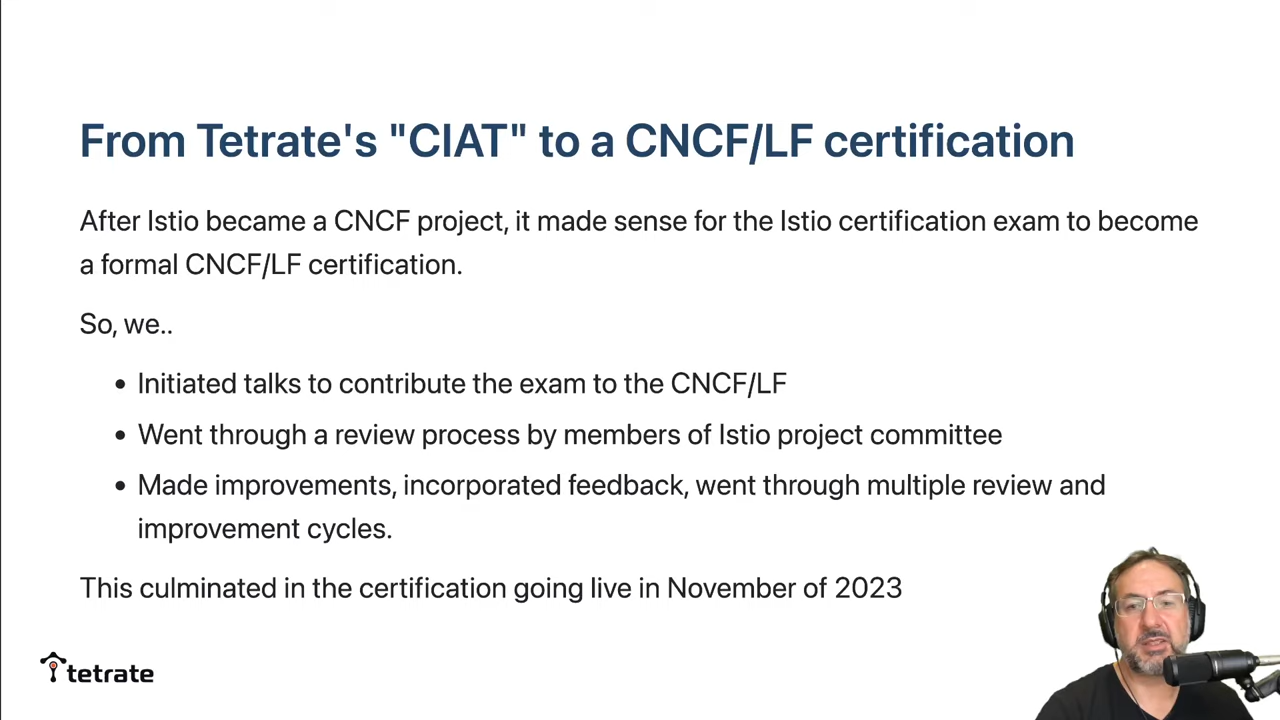 From Tetrate's "CIAT" to a CNCF/LF certification
After Istio became a CNCF project, it made sense for the Istio certification exam to become
a formal CNCF/LF certification.
So, we..
• Initiated talks to contribute the exam to the CNCF/LF
• Went through a review process by members of Istio project committee
• Made improvements, incorporated feedback, went through multiple review and
improvement cycles.
This culminated in the certification going live in November of 2023
tetrate